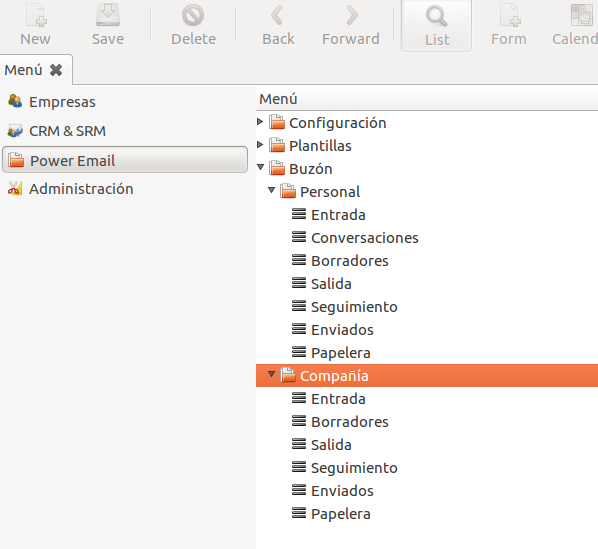 New Save Delete Back Forward List Form Calend
Menú
Empresas
CRM & SRM
Power Email
Administración
Menú
Configuración
Plantillas
Buzón
Personal
Entrada
Conversaciones
Borradores
Salida
Seguimiento
Enviados
Papelera
Compañía
Entrada
Borradores
Salida
Seguimiento
Enviados
Papelera